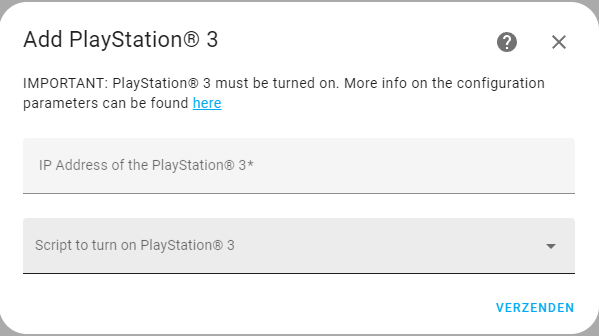 Add PlayStation® 3
IMPORTANT: PlayStation® 3 must be turned on. More info on the configuration
parameters can be found here
IP Address of the PlayStation® 3*
Script to turn on PlayStation® 3
VERZENDEN